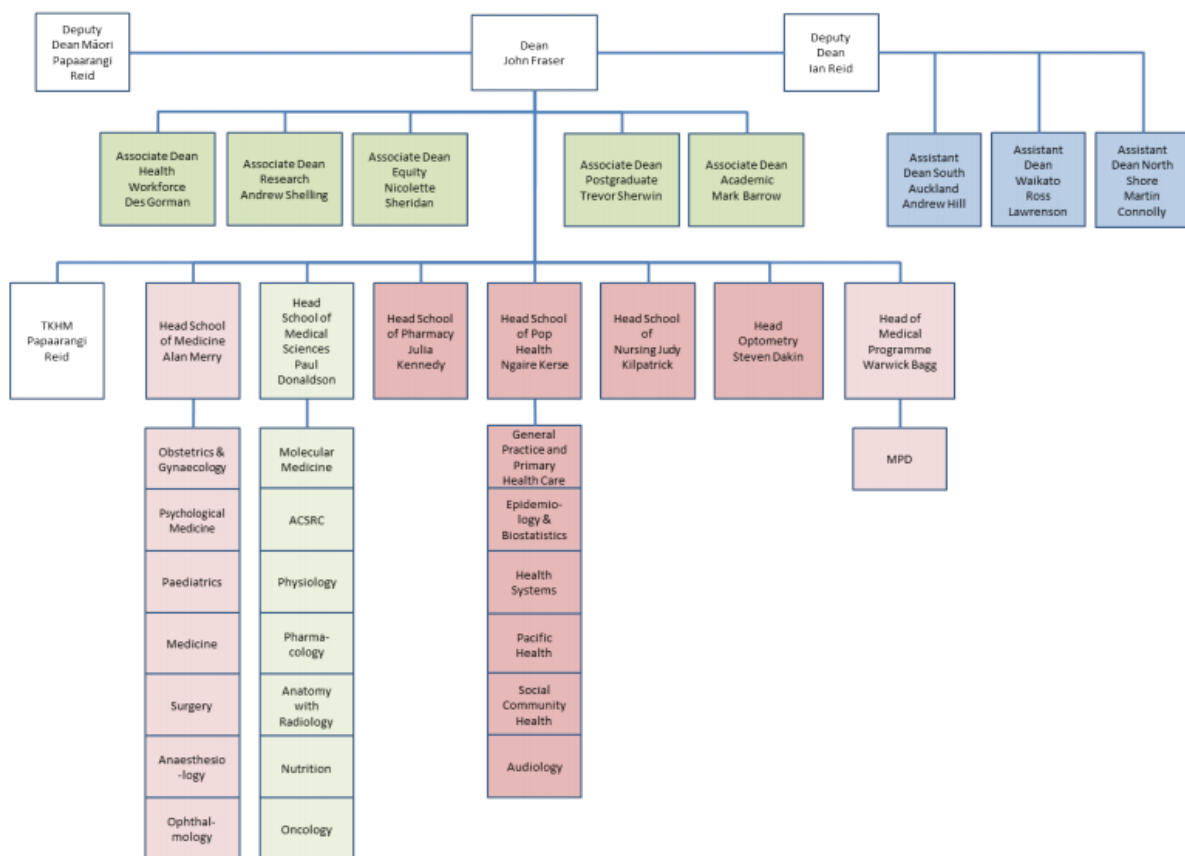 Deputy
Dean Māori
Papaarangi
Reid
Dean
John Fraser
Deputy
Dean
Ian Reid
Associate Dean
Health
Workforce
Des Gorman
Associate Dean
Research
Andrew Shelling
Associate Dean
Equity
Nicolette
Sheridan
Associate Dean
Postgraduate
Trevor Sherwin
Associate Dean
Academic
Mark Barrow
Assistant
Dean South
Auckland
Andrew Hill
Assistant
Dean
Waikato
Ross
Lawrenson
Assistant
Dean North
Shore
Martin
Connolly
TKHM
Papaarangi
Reid
Head School
of Medicine
Alan Merry
Head
School of
Medical
Sciences
Paul
Donaldson
Head School
of Pharmacy
Julia
Kennedy
Head School
of Pop
Health
Ngaire Kerse
Head School
of
Nursing Judy
Kilpatrick
Head
Optometry
Steven Dakin
Head of
Medical
Programme
Warwick Bagg
Obstetrics &
Gynaecology
Psychological
Medicine
Paediatrics
Medicine
Surgery
Anaesthesio
-logy
Ophthal-
mology
Molecular
Medicine
ACSRC
Physiology
Pharma-
cology
Anatomy
with
Radiology
Nutrition
Oncology
General
Practice and
Primary
Health Care
Epidemio-
logy &
Biostatistics
Health
Systems
Pacific
Health
Social
Community
Health
Audiology
MPD